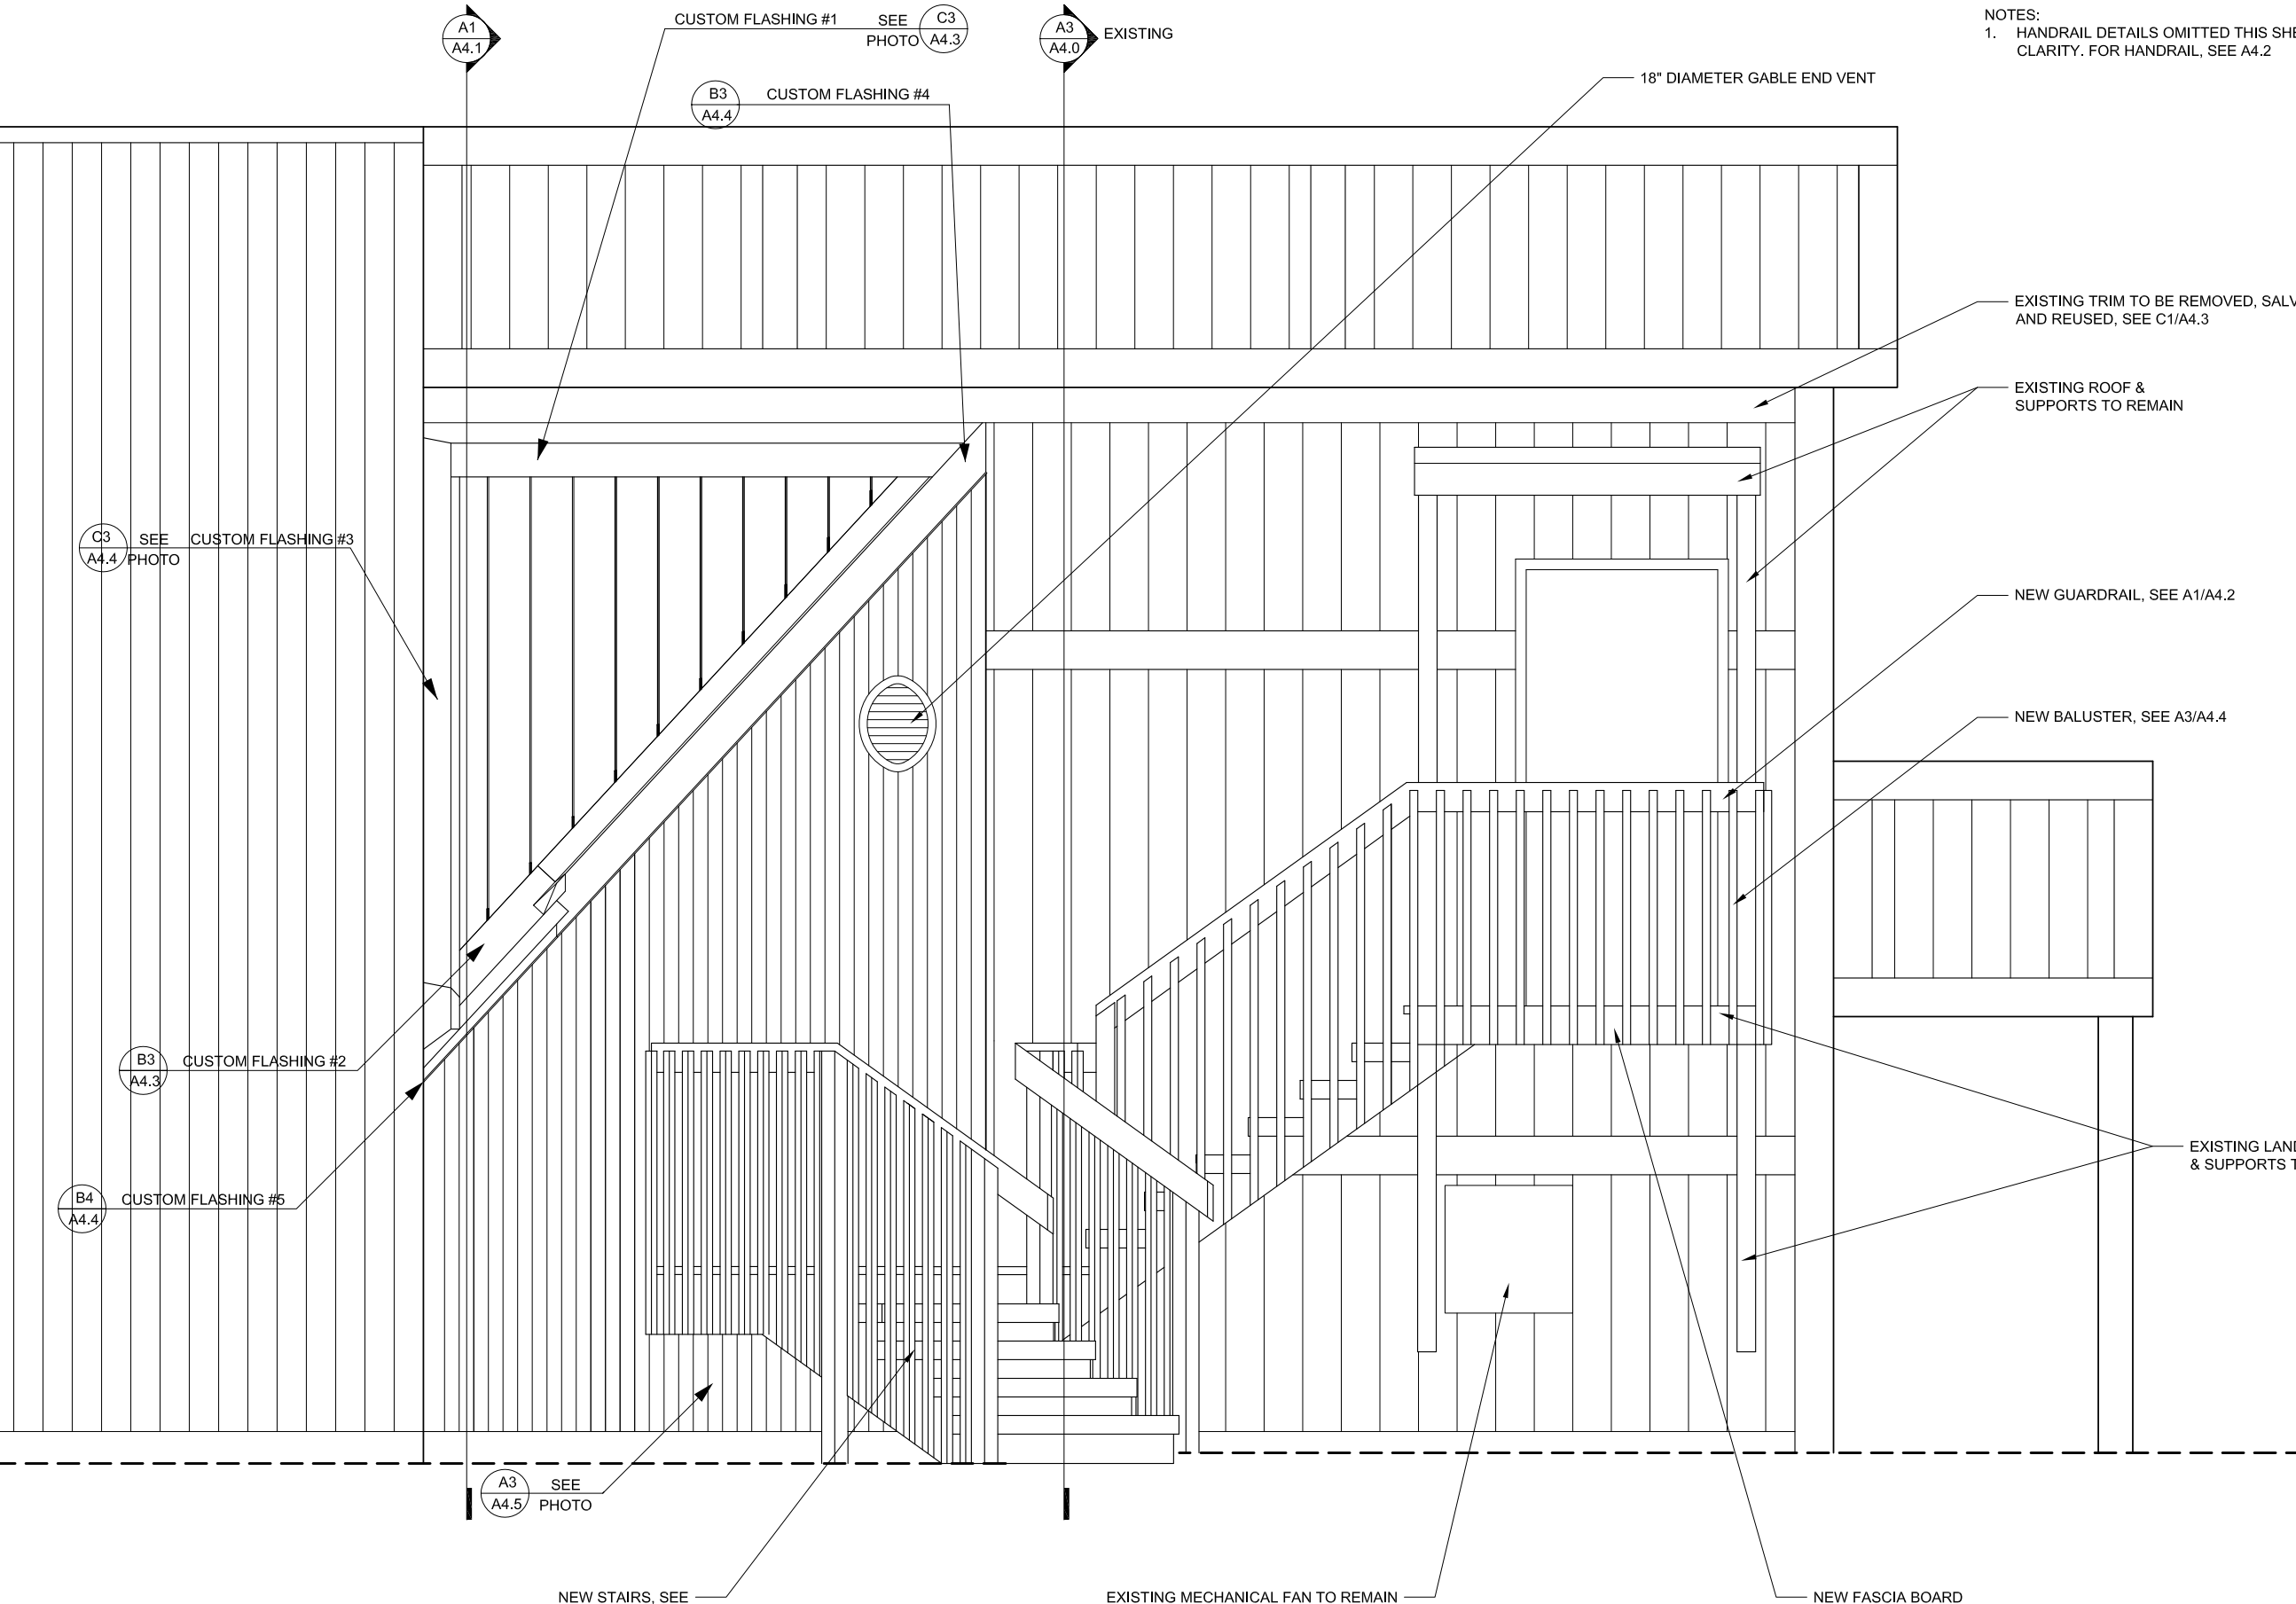 A1
A4.1
CUSTOM FLASHING #1 SEE
PHOTO
C3
A4.3
A3
A4.0
EXISTING
NOTES:
1. HANDRAIL DETAILS OMITTED THIS
CLARITY. FOR HANDRAIL, SEE A4.2
18" DIAMETER GABLE END VENT
B3
A4.4
CUSTOM FLASHING #4
EXISTING TRIM TO BE REMOVED,
AND REUSED, SEE C1/A4.3
EXISTING ROOF &
SUPPORTS TO REMAIN
C3
A4.4
SEE CUSTOM FLASHING #3
PHOTO
NEW GUARDRAIL, SEE A1/A4.2
NEW BALUSTER, SEE A3/A4.4
B3
A4.3
CUSTOM FLASHING #2
EXISTING
& SUPPORTS
B4
A4.4
CUSTOM FLASHING #5
A3
A4.5
SEE
PHOTO
NEW STAIRS, SEE
EXISTING MECHANICAL FAN TO REMAIN
NEW FASCIA BOARD